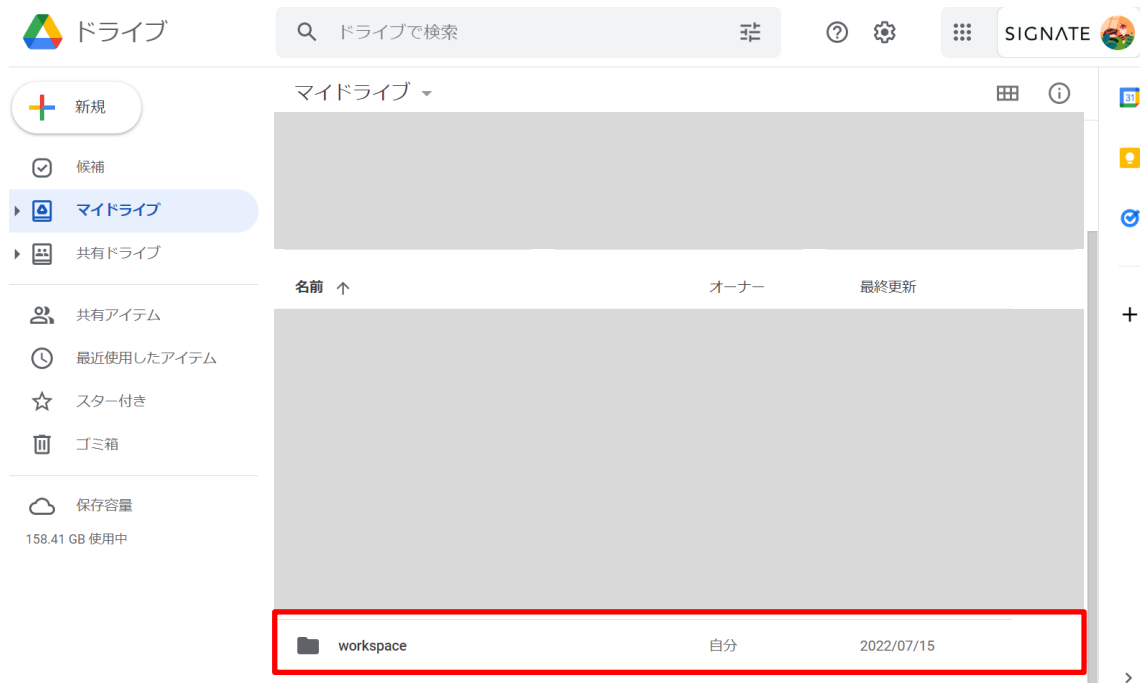 ドライブ
ドライブで検索
SIGNATE
新規
マイドライブ
31
候補
マイドライブ
共有ドライブ
名前 オーナー 最終更新
共有アイテム
最近使用したアイテム
スター付き
ゴミ箱
保存容量
158.41 GB 使用中
workspace 自分 2022/07/15